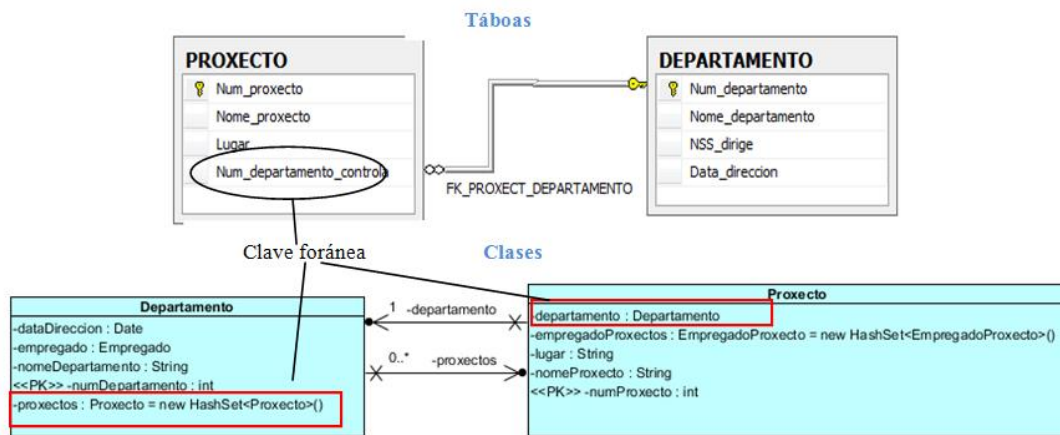 Táboas
PROXECTO
Num_proxecto
Nome_proxecto
Lugar
Num_departamento_controla
FK_PROXECT_DEPARTAMENTO
DEPARTAMENTO
Num_departamento
Nome_departamento
NSS_dirige
Data_direccion
Clave foránea
Clases
Departamento
-dataDireccion : Date
-empregado : Empregado
-nomeDepartamento : String
<<PK>> -numDepartamento : int
-proxectos : Proxecto = new HashSet<Proxecto>()
1 -departamento
0..* -proxectos
Proxecto
-departamento : Departamento
-empregadoProxectos : EmpregadoProxecto = new HashSet<EmpregadoProxecto>()
-lugar : String
-nomeProxecto : String
<<PK>> -numProxecto : int